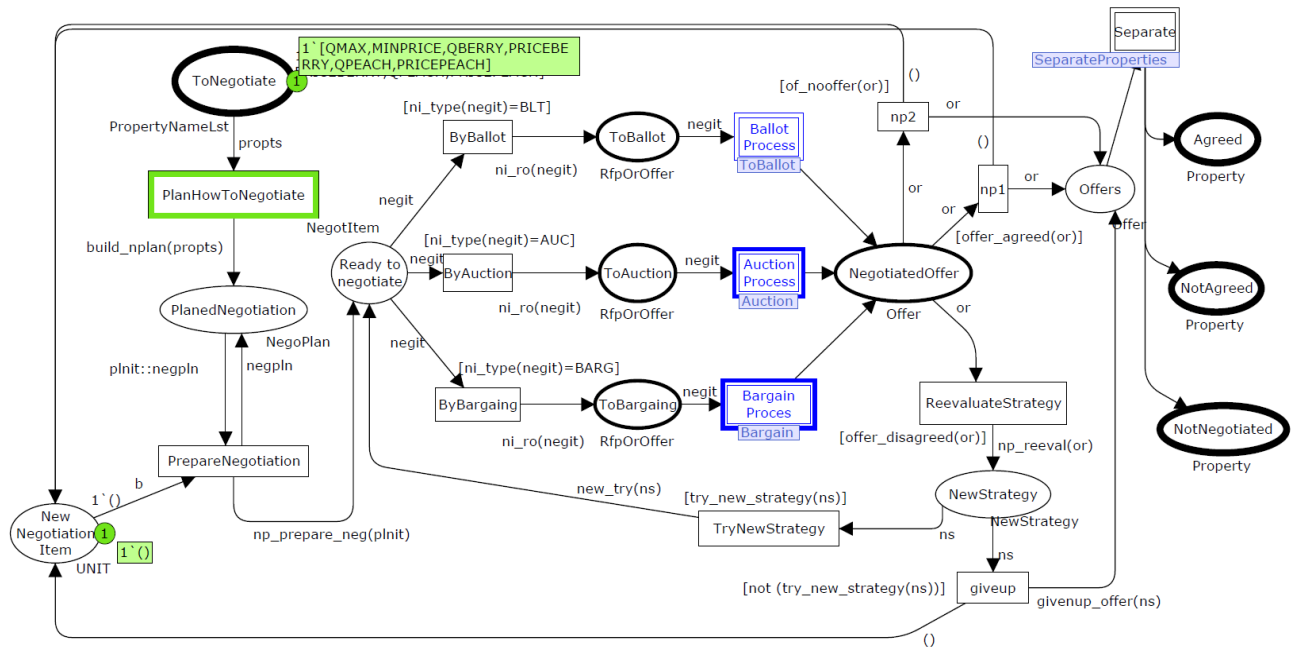 1`[QMAX,MINPRICE,QBERRY,PRICEBE
RRY,QPEACH,PRICEPEACH]
ToNegotiate
1
PropertyNameLst
propts
PlanHowToNegotiate
build_nplan(propts)
PlanedNegotiation
NegoPlan
plnit::negpln
negpln
PrepareNegotiation
b
1`()
New
Negotiation
Item
1
1`()
UNIT
np_prepare_neg(plnit)
NegotItem
Ready to
negotiate
negit
negit
negit
[ni_type(negit)=BLT]
ByBallot
ni_ro(negit)
ToBallot
RfpOrOffer
negit
Ballot
Process
ToBallot
[ni_type(negit)=AUC]
ByAuction
ni_ro(negit)
ToAuction
RfpOrOffer
negit
Auction
Process
Auction
[ni_type(negit)=BARG]
ByBargaing
ni_ro(negit)
ToBargaing
RfpOrOffer
negit
Bargain
Proces
Bargain
NegotiatedOffer
Offer
[of_nooffer(or)]
np2
()
or
or
()
np1
or
or
[offer_agreed(or)]
Offers
Offer
Separate
SeparateProperties
Agreed
Property
NotAgreed
Property
NotNegotiated
Property
or
ReevaluateStrategy
[offer_disagreed(or)]
np_reeval(or)
NewStrategy
NewStrategy
ns
[try_new_strategy(ns)]
TryNewStrategy
new_try(ns)
ns
[not (try_new_strategy(ns))]
giveup
givenup_offer(ns)
()